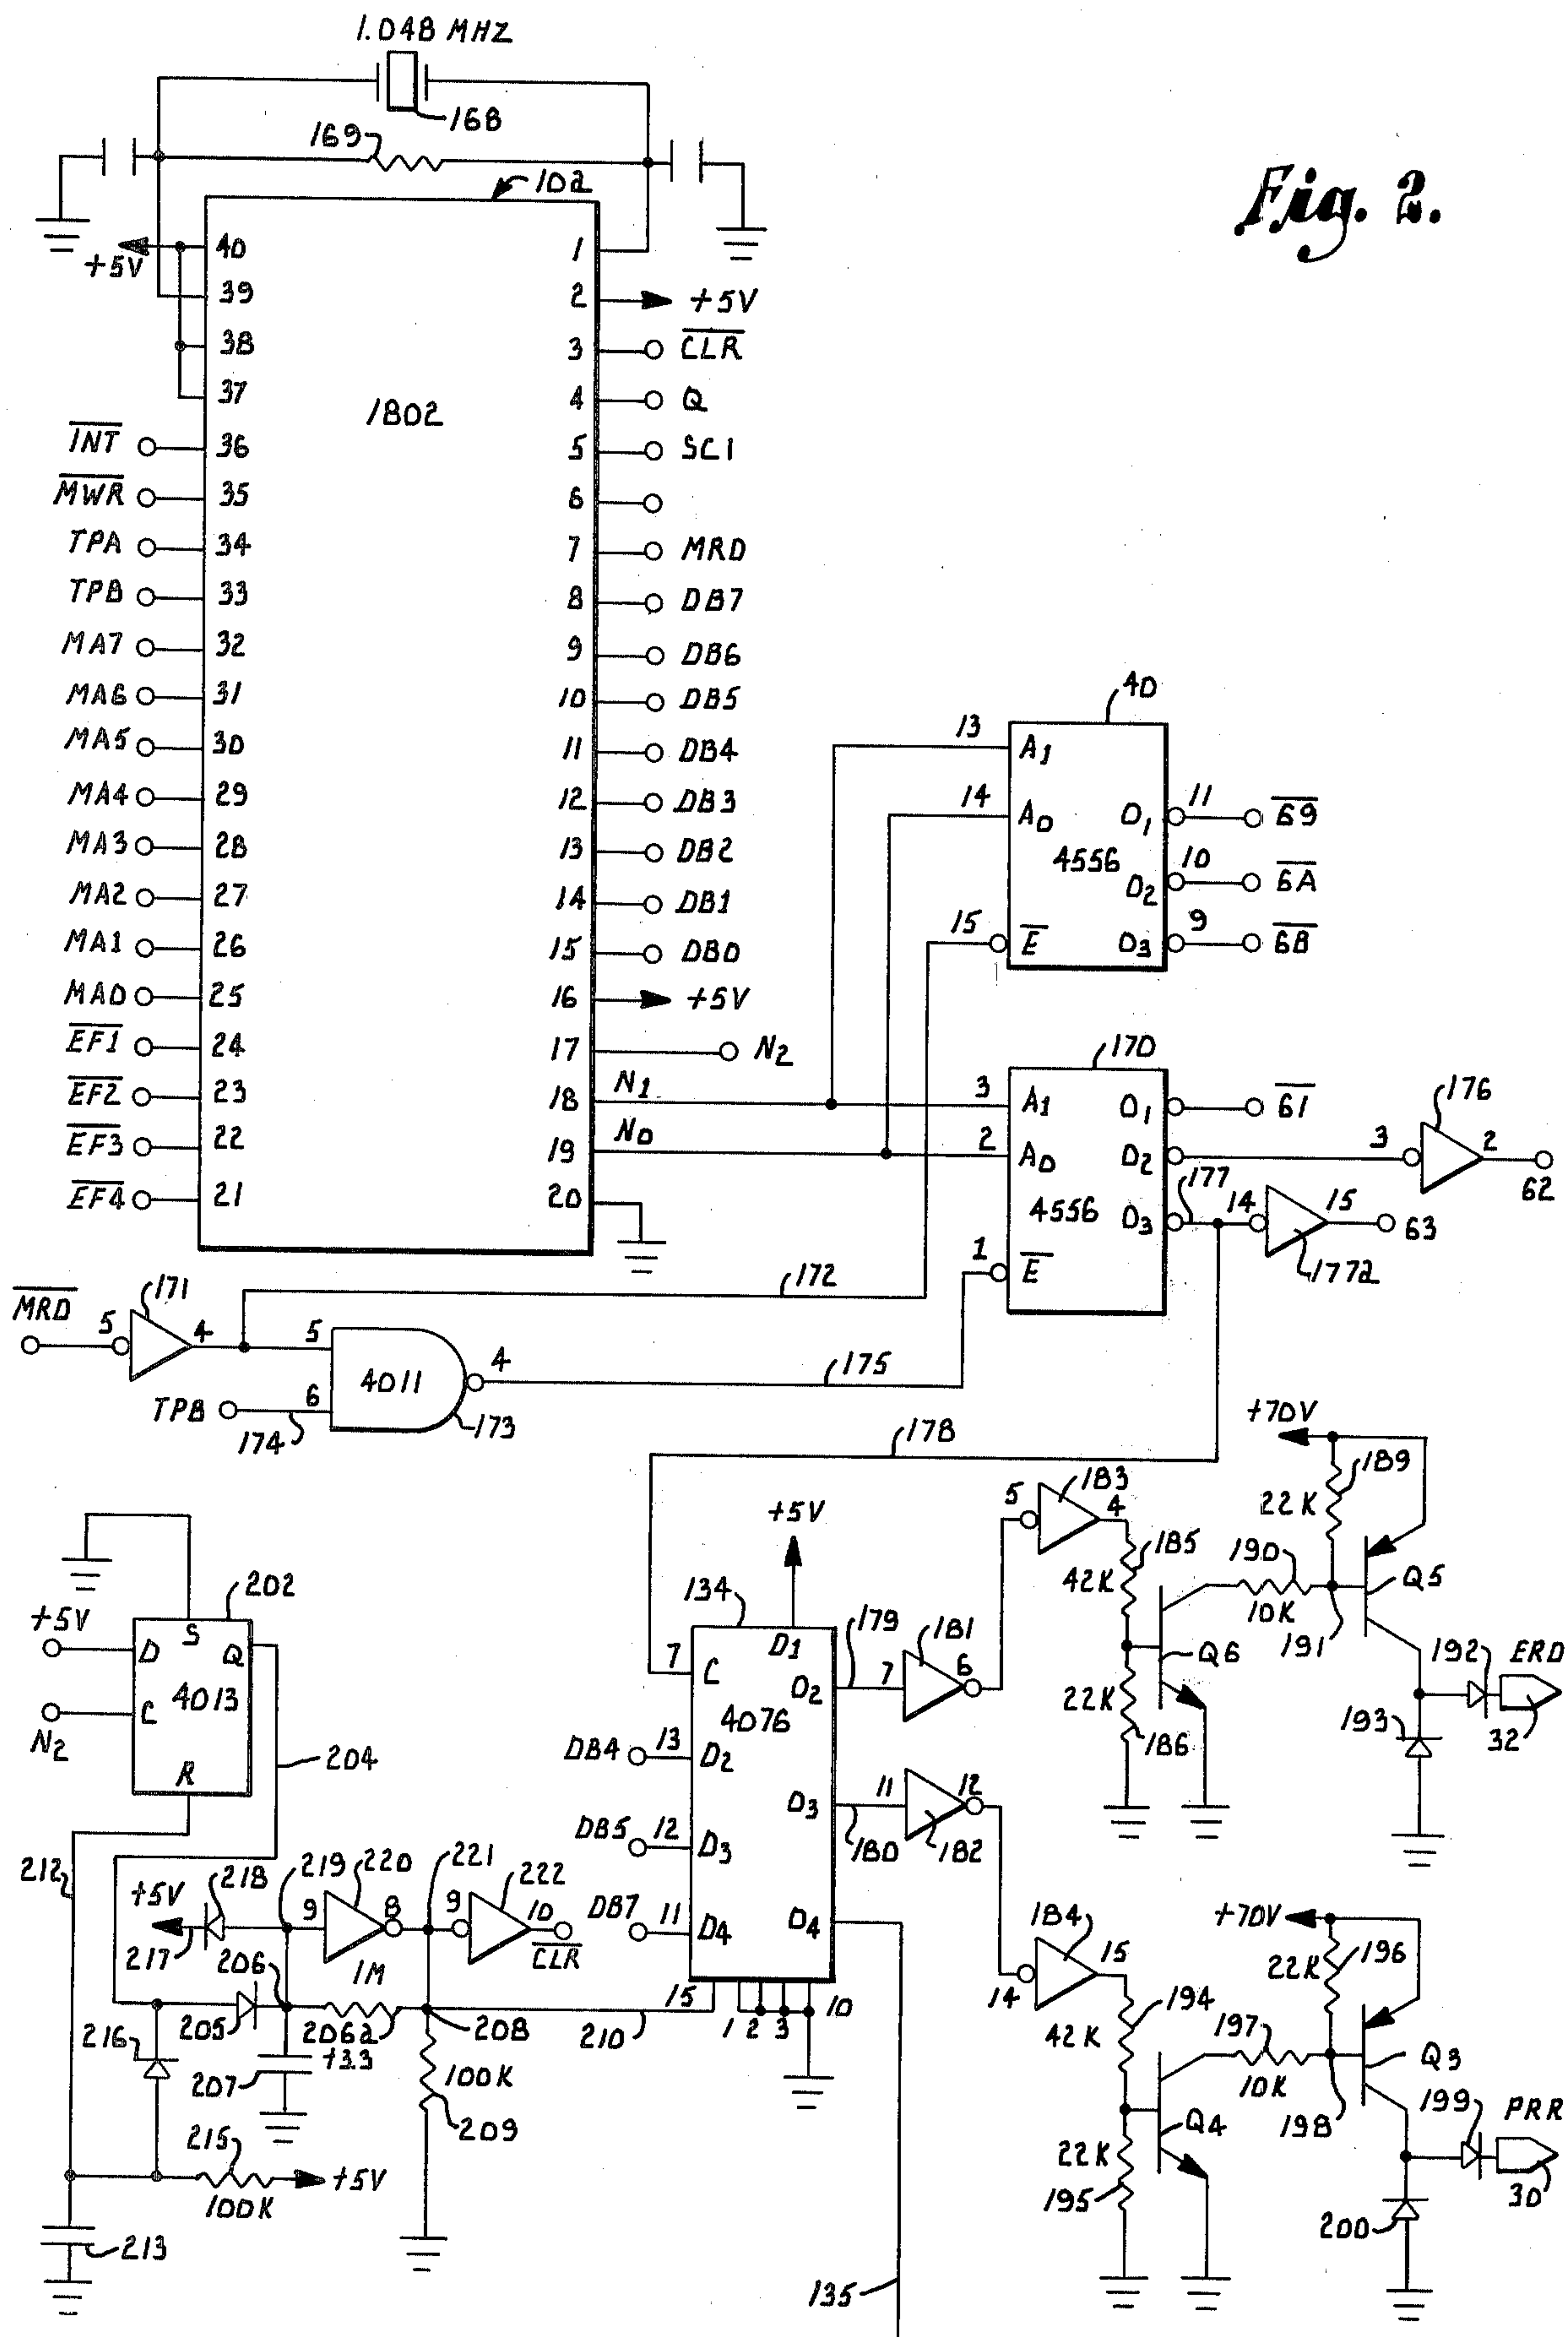 1.048 MHZ
168
169
102
Fig. 2.
+5V
40
39
38
37
1802
1
2 +5V
3 CLR
4 Q
5 SC1
6
7 MRD
8 DB7
9 DB6
10 DB5
11 DB4
12 DB3
13 DB2
14 DB1
15 DB0
16 +5V
17 N2
18 N1
19 N0
20
INT 36
MWR 35
TPA 34
TPB 33
MA7 32
MA6 31
MA5 30
MA4 29
MA3 28
MA2 27
MA1 26
MA0 25
EF1 24
EF2 23
EF3 22
EF4 21
40
13 A1
14 A0
4556
15 E
O1 11 69
O2 10 6A
O3 9 6B
170
3 A1
2 A0
4556
1 E
O1 61
O2 3 176 2 62
O3 177 14 15 63
177a
MRD 5 171 4
172
5
4011
4
175
TPB 174 6
173
178
202
+5V D S Q
4013
N2 C
R
204
212
+5V 218 219 220 221 222
217
9 8 9 10
CLR
206 1M
216 205 206a 208 210
207 +3.3
100K
209
215
+5V
100K
213
+5V
134
D1
7 C
4076
DB4 13 D2
DB5 12 D3
DB7 11 D4
O2 179 7 181 6
O3 180 11 182 12
O4
15 1 2 3 10
135
5 183 4
185
42K
22K
186
Q6
190
10K
191
+70V
189
22K
Q5
192 ERD
193
32
184
14 15
194
42K
22K
195
Q4
197
10K
198
+70V
196
22K
Q3
199 PRR
200
30